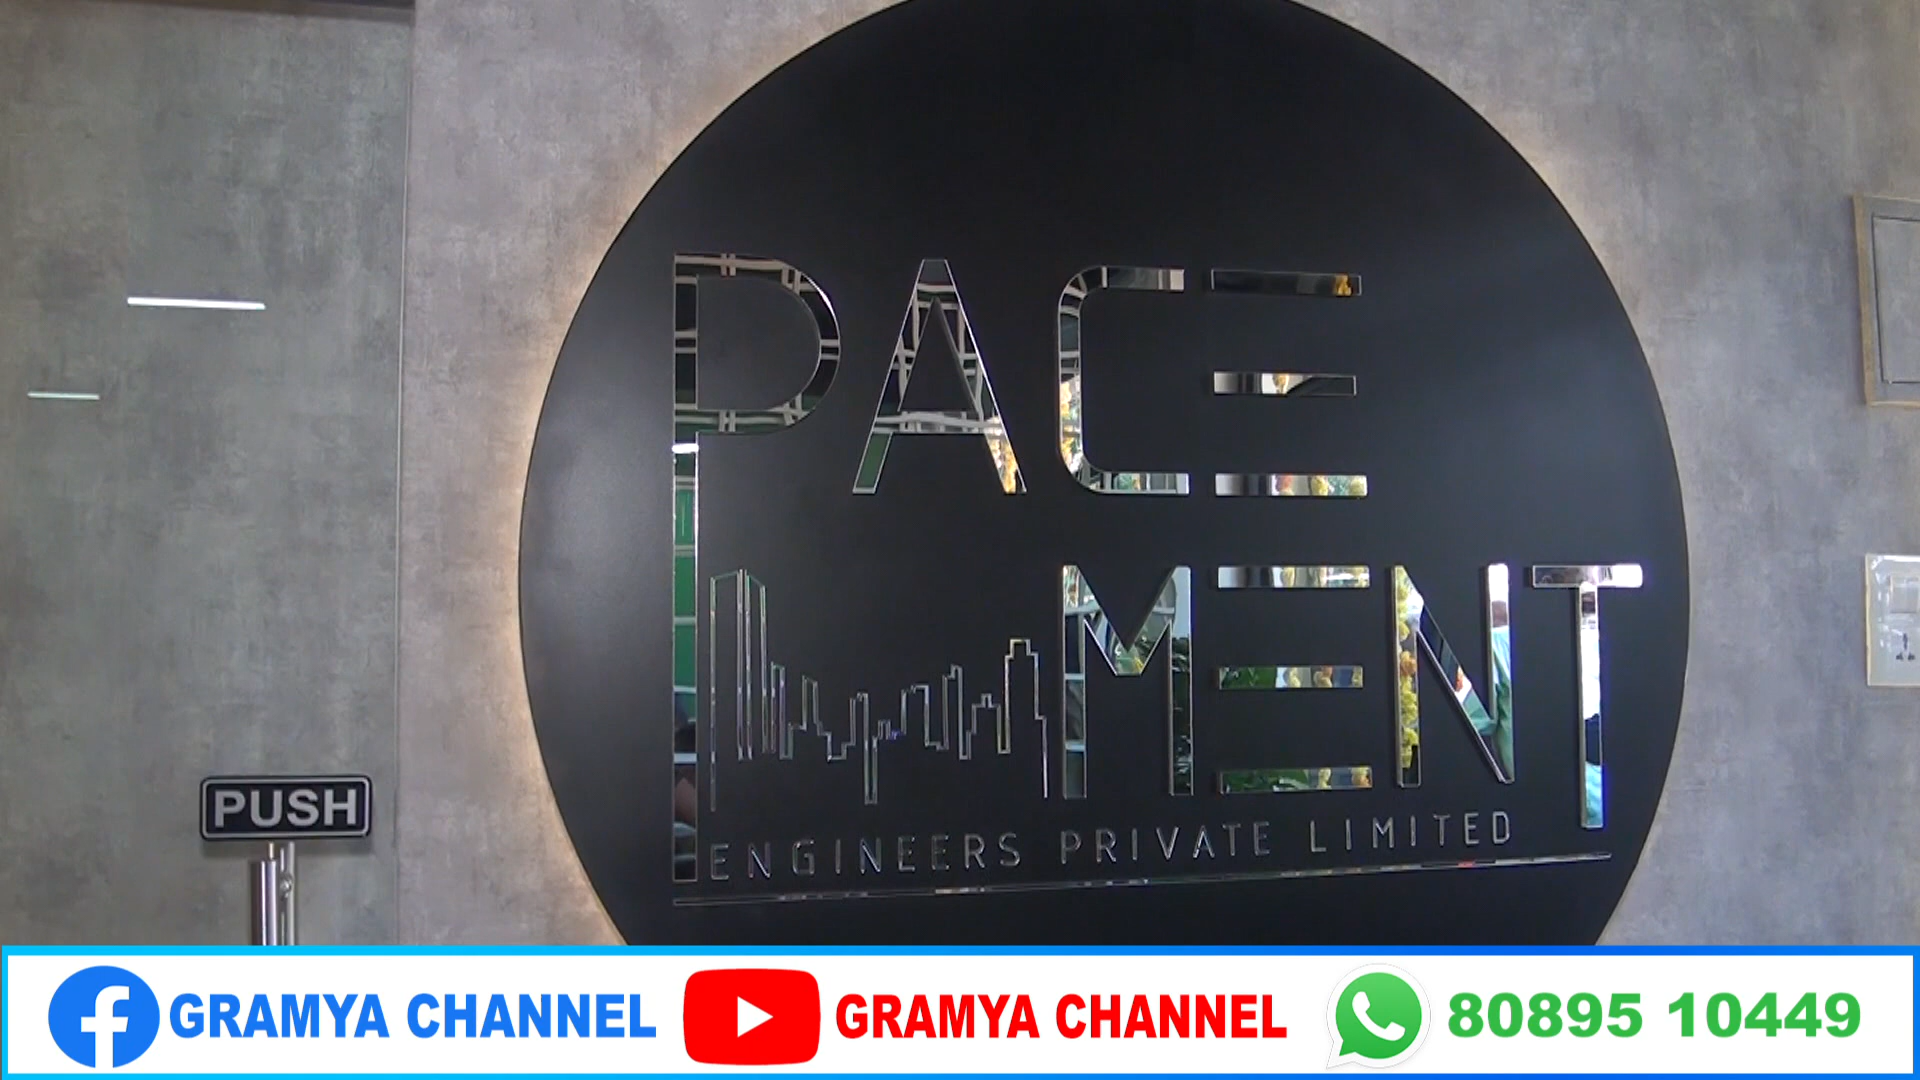 PACE
MENT
ENGINEERS PRIVATE LIMITED
PUSH
GRAMYA CHANNEL GRAMYA CHANNEL 80895 10449